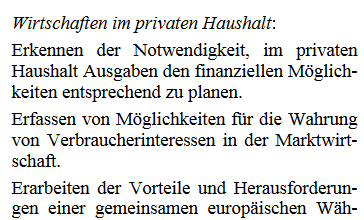 Wirtschaften im privaten Haushalt:
Erkennen der Notwendigkeit, im privaten
Haushalt Ausgaben den finanziellen Möglich-
keiten entsprechend zu planen.
Erfassen von Möglichkeiten für die Wahrung
von Verbraucherinteressen in der Marktwirt-
schaft.
Erarbeiten der Vorteile und Herausforderun-
gen einer gemeinsamen europäischen Wäh-